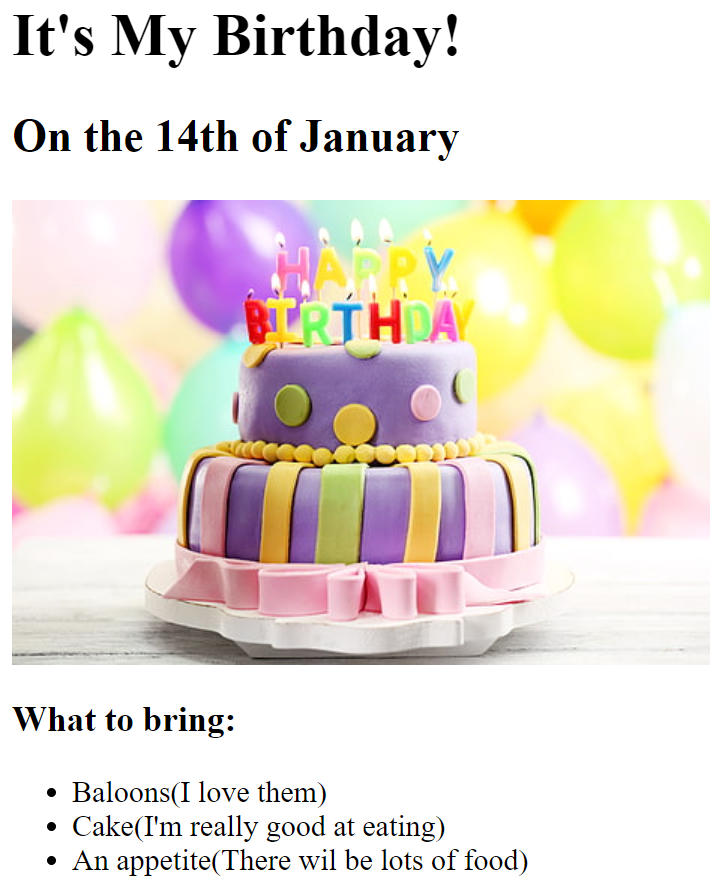 It's My Birthday!
On the 14th of January
HAPPY
BIRTHDAY
What to bring:
Baloons(I love them)
Cake(I'm really good at eating)
An appetite(There wil be lots of food)